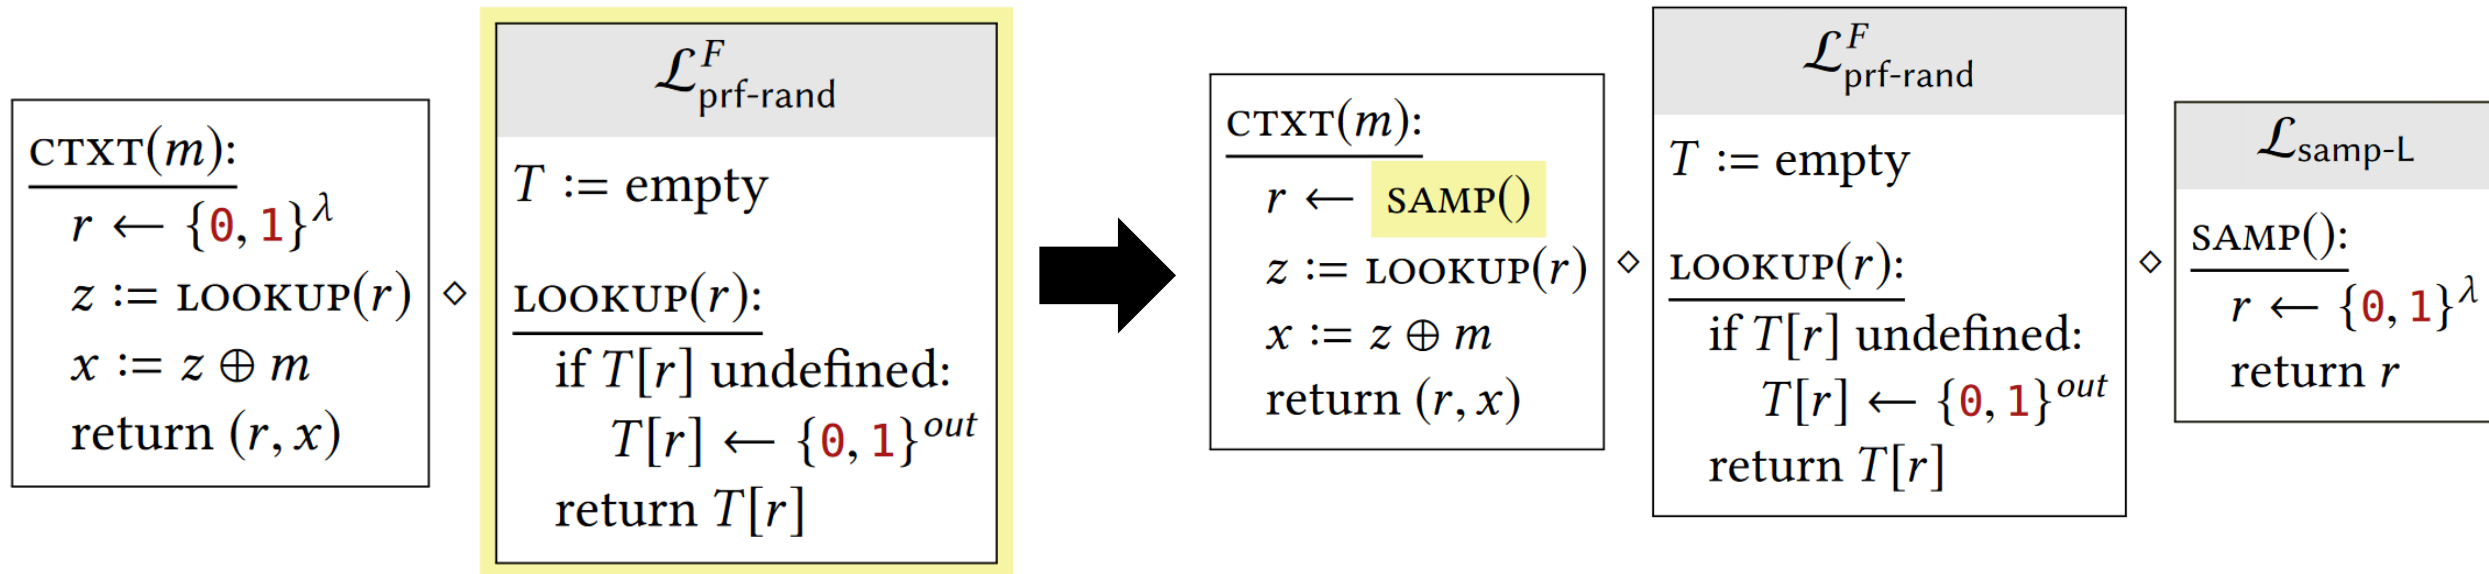 CTXT(m):
r ← {0, 1}^λ
z := LOOKUP(r)
x := z ⊕ m
return (r, x)
⋄
ℒ^F_prf-rand
T := empty
LOOKUP(r):
if T[r] undefined:
T[r] ← {0, 1}^out
return T[r]
CTXT(m):
r ← SAMP()
z := LOOKUP(r)
x := z ⊕ m
return (r, x)
⋄
ℒ^F_prf-rand
T := empty
LOOKUP(r):
if T[r] undefined:
T[r] ← {0, 1}^out
return T[r]
⋄
ℒ_samp-L
SAMP():
r ← {0, 1}^λ
return r